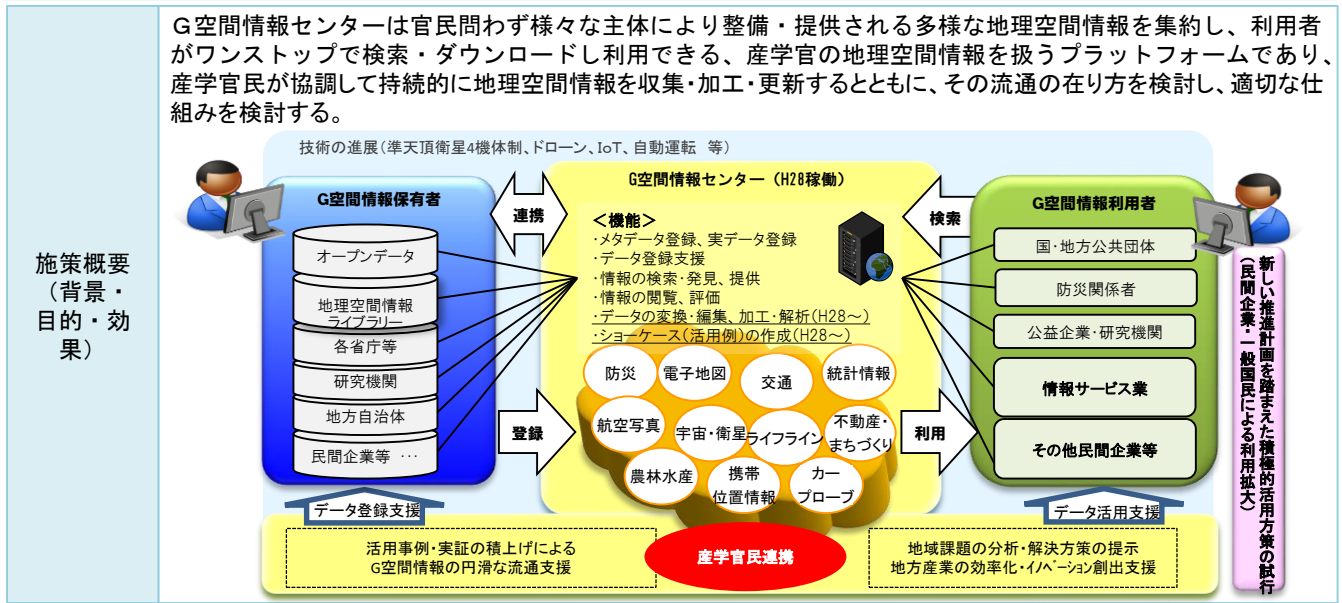 施策概要
（背景・
目的・効
果）
Ｇ空間情報センターは官民問わず様々な主体により整備・提供される多様な地理空間情報を集約し、利用者
がワンストップで検索・ダウンロードし利用できる、産学官の地理空間情報を扱うプラットフォームであり、
産学官民が協調して持続的に地理空間情報を収集・加工・更新するとともに、その流通の在り方を検討し、適切な仕
組みを検討する。
技術の進展（準天頂衛星4機体制、ドローン、IoT、自動運転　等）
G空間情報保有者
オープンデータ
地理空間情報
ライブラリー
各省庁等
研究機関
地方自治体
民間企業等 …
連携
登録
G空間情報センター（H28稼働）
＜機能＞
・メタデータ登録、実データ登録
・データ登録支援
・情報の検索・発見、提供
・情報の閲覧、評価
・データの変換・編集、加工・解析（H28～）
・ショーケース（活用例）の作成（H28～）
防災
電子地図
交通
統計情報
航空写真
宇宙・衛星
ライフライン
不動産・
まちづくり
農林水産
携帯
位置情報
カー
プローブ
検索
利用
G空間情報利用者
国・地方公共団体
防災関係者
公益企業・研究機関
情報サービス業
その他民間企業等
新しい推進計画を踏まえた積極的活用方策の試行
（民間企業・一般国民による利用拡大）
データ登録支援
データ活用支援
活用事例・実証の積上げによる
G空間情報の円滑な流通支援
産学官民連携
地域課題の分析・解決方策の提示
地方産業の効率化・ｲﾉﾍﾞｰｼｮﾝ創出支援